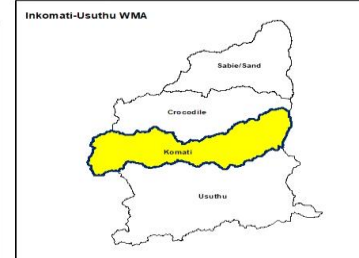 Inkomati-Usuthu WMA
Sabie/Sand
Crocodile
Komati
Usuthu